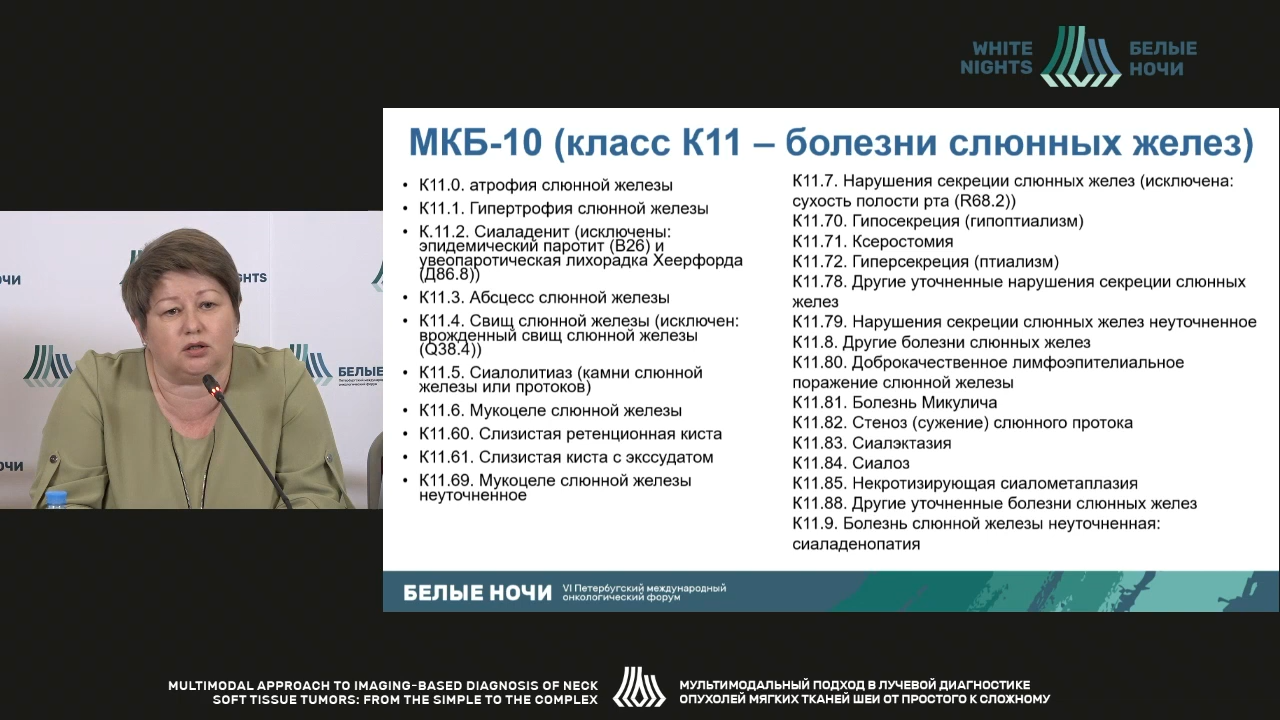 WHITE
NIGHTS
БЕЛЫЕ
НОЧИ
МКБ-10 (класс К11 – болезни слюнных желез)
• К11.0. атрофия слюнной железы
• К11.1. Гипертрофия слюнной железы
• К.11.2. Сиаладенит (исключены:
эпидемический паротит (В26) и
увеопаротическая лихорадка Хеерфорда
(Д86.8))
• К11.3. Абсцесс слюнной железы
• К11.4. Свищ слюнной железы (исключен:
врожденный свищ слюнной железы
(Q38.4))
• К11.5. Сиалолитиаз (камни слюнной
железы или протоков)
• К11.6. Мукоцеле слюнной железы
• К11.60. Слизистая ретенционная киста
• К11.61. Слизистая киста с экссудатом
• К11.69. Мукоцеле слюнной железы
неуточненное
К11.7. Нарушения секреции слюнных желез (исключена:
сухость полости рта (R68.2))
К11.70. Гипосекреция (гипоптиализм)
К11.71. Ксеростомия
К11.72. Гиперсекреция (птиализм)
К11.78. Другие уточненные нарушения секреции слюнных
желез
К11.79. Нарушения секреции слюнных желез неуточненное
К11.8. Другие болезни слюнных желез
К11.80. Доброкачественное лимфоэпителиальное
поражение слюнной железы
К11.81. Болезнь Микулича
К11.82. Стеноз (сужение) слюнного протока
К11.83. Сиалэктазия
К11.84. Сиалоз
К11.85. Некротизирующая сиалометаплазия
К11.88. Другие уточненные болезни слюнных желез
К11.9. Болезнь слюнной железы неуточненная:
сиаладенопатия
БЕЛЫЕ НОЧИ
VI Петербургский международный
онкологический форум
ОЧИ
GHTS
БЕЛЫЕ
ОЧИ
MULTIMODAL APPROACH TO IMAGING-BASED DIAGNOSIS OF NECK
SOFT TISSUE TUMORS: FROM THE SIMPLE TO THE COMPLEX
МУЛЬТИМОДАЛЬНЫЙ ПОДХОД В ЛУЧЕВОЙ ДИАГНОСТИКЕ
ОПУХОЛЕЙ МЯГКИХ ТКАНЕЙ ШЕИ ОТ ПРОСТОГО К СЛОЖНОМУ